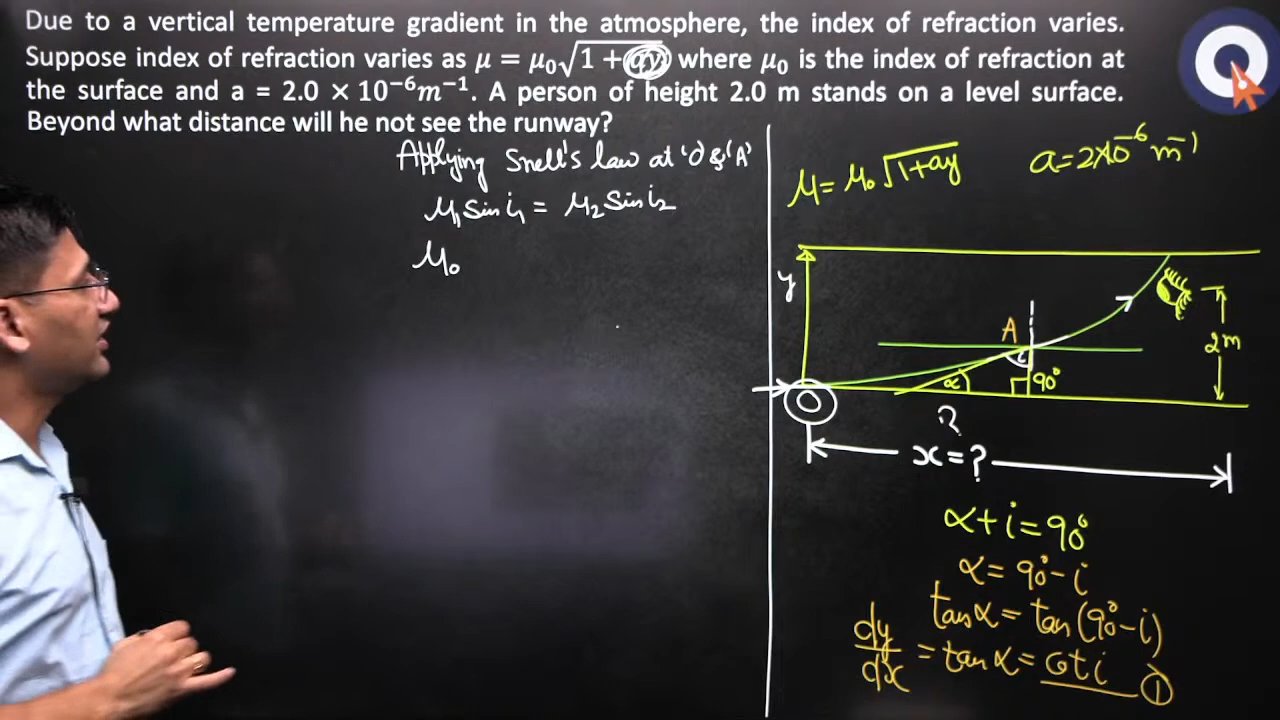 Due to a vertical temperature gradient in the atmosphere, the index of refraction varies.
Suppose index of refraction varies as μ = μ₀√(1 + ay) where μ₀ is the index of refraction at
the surface and a = 2.0 × 10⁻⁶m⁻¹. A person of height 2.0 m stands on a level surface.
Beyond what distance will he not see the runway?
Applying Snell's law at 'O' & 'A'
μ₁ Sin i₁ = μ₂ Sin i₂
μ₀
μ = μ₀ √(1+ay)
a = 2×10⁻⁶ m⁻¹
y
A
i
2m
α
90°
O
?
x = ?
α + i = 90°
α = 90° - i
tan α = tan (90° - i)
dy/dx = tan α = cot i ①